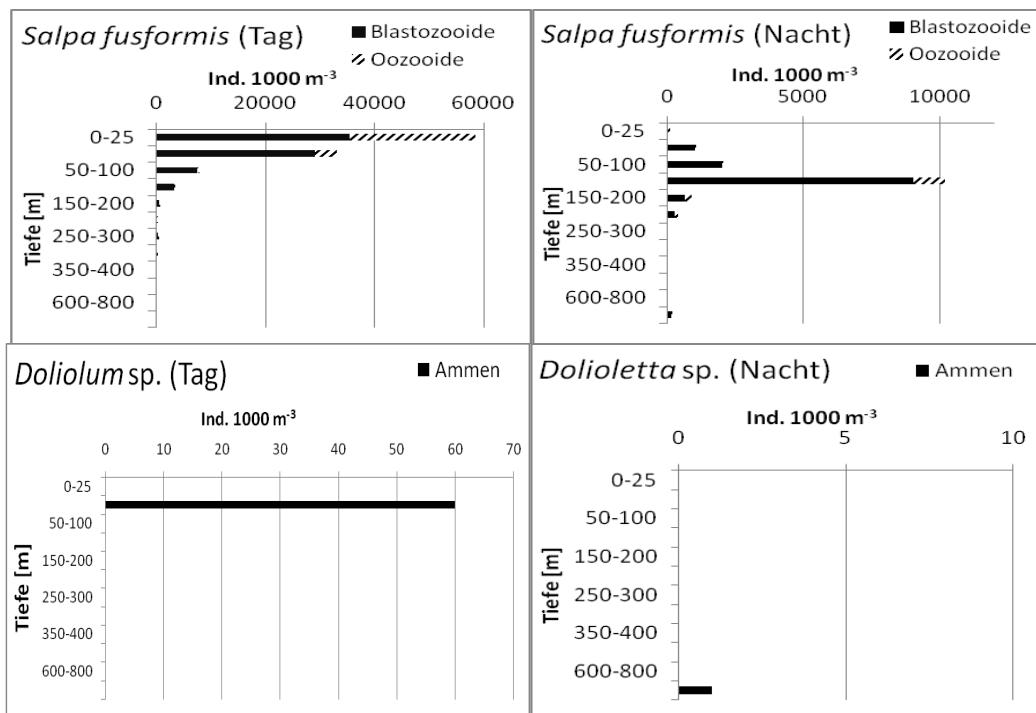 Salpa fusformis (Tag)
Blastozooide
Oozooide
Ind. 1000 m⁻³
0 20000 40000 60000
Tiefe [m]
0-25
50-100
150-200
250-300
350-400
600-800
Salpa fusformis (Nacht)
Blastozooide
Oozooide
Ind. 1000 m⁻³
0 5000 10000
Tiefe [m]
0-25
50-100
150-200
250-300
350-400
600-800
Doliolum sp. (Tag)
Ammen
Ind. 1000 m⁻³
0 10 20 30 40 50 60 70
Tiefe [m]
0-25
50-100
150-200
250-300
350-400
600-800
Dolioletta sp. (Nacht)
Ammen
Ind. 1000 m⁻³
0 5 10
Tiefe [m]
0-25
50-100
150-200
250-300
350-400
600-800